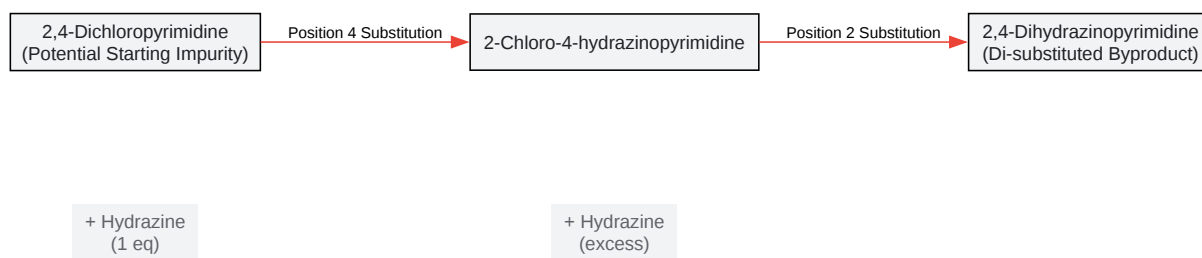 2,4-Dichloropyrimidine
(Potential Starting Impurity)
Position 4 Substitution
2-Chloro-4-hydrazinopyrimidine
Position 2 Substitution
2,4-Dihydrazinopyrimidine
(Di-substituted Byproduct)
+ Hydrazine
(1 eq)
+ Hydrazine
(excess)